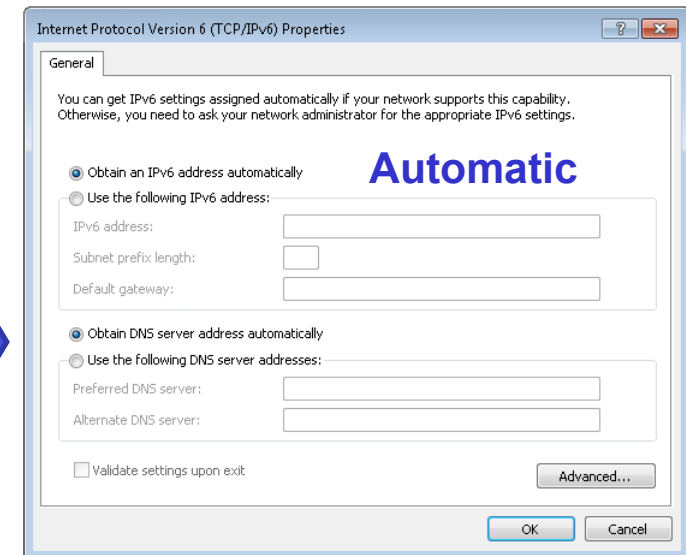 Internet Protocol Version 6 (TCP/IPv6) Properties
General
You can get IPv6 settings assigned automatically if your network supports this capability.
Otherwise, you need to ask your network administrator for the appropriate IPv6 settings.
Automatic
Obtain an IPv6 address automatically
Use the following IPv6 address:
IPv6 address:
Subnet prefix length:
Default gateway:
Obtain DNS server address automatically
Use the following DNS server addresses:
Preferred DNS server:
Alternate DNS server:
Validate settings upon exit
Advanced...
OK Cancel